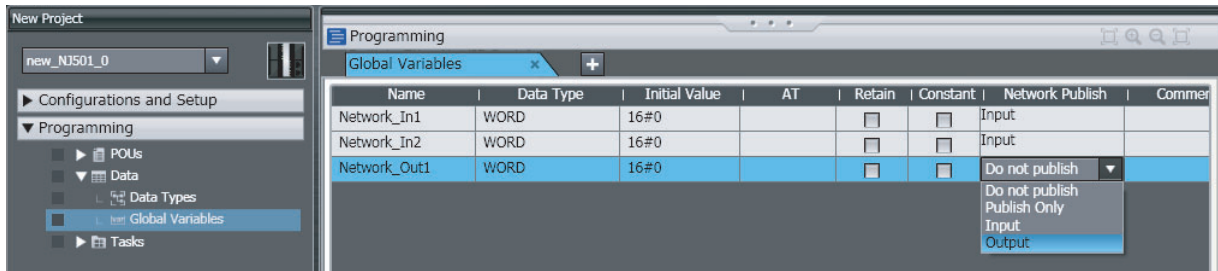 New Project
new_NJ501_0
Configurations and Setup
Programming
POUs
Data
Data Types
Global Variables
Tasks
Programming
Global Variables
Name Data Type Initial Value AT Retain Constant Network Publish Commer
Network_In1 WORD 16#0 Input
Network_In2 WORD 16#0 Input
Network_Out1 WORD 16#0 Do not publish
Do not publish
Publish Only
Input
Output